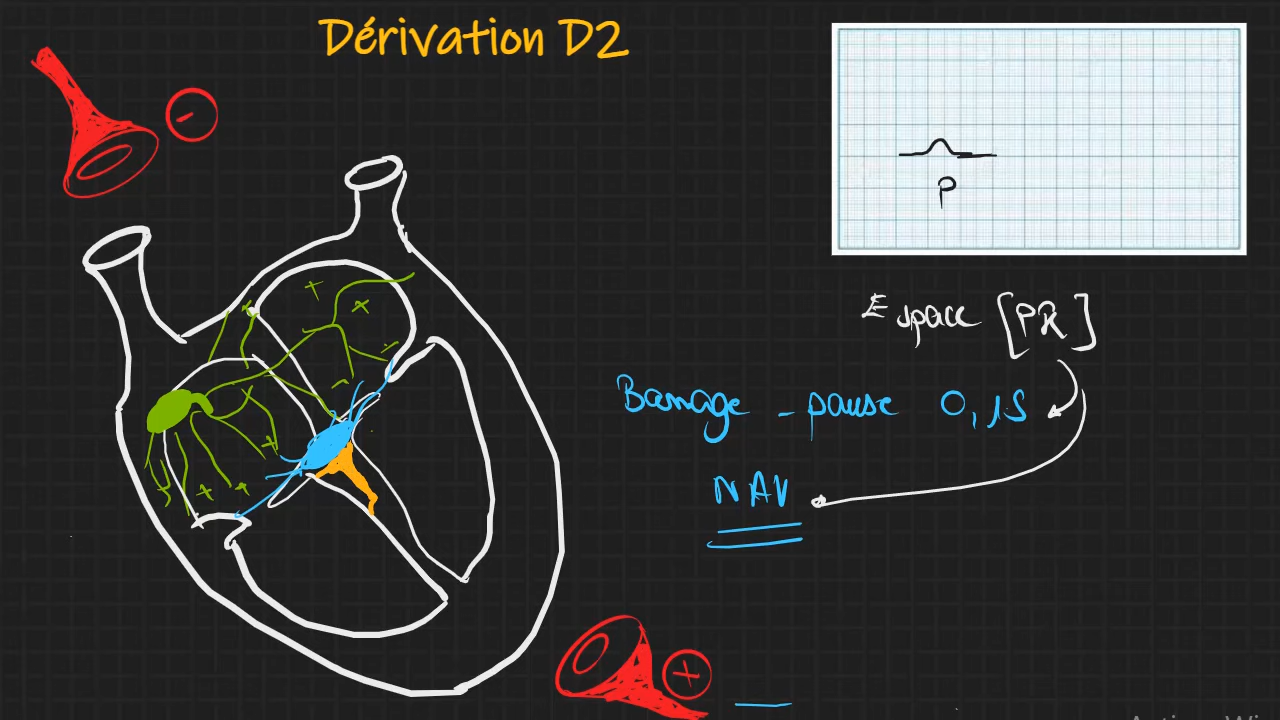 Dérivation D2
-
P
Espace [PR]
Barrage - pause 0,1s
NAV
+